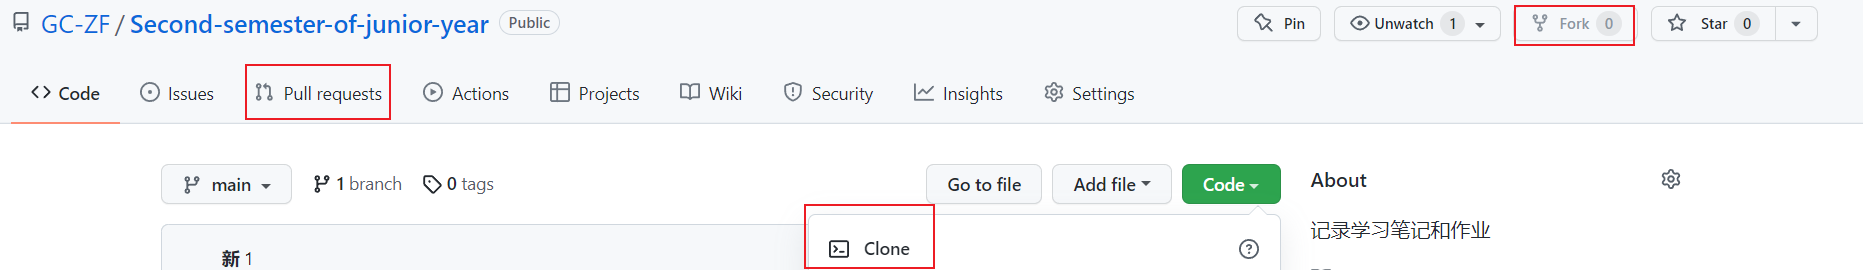 GC-ZF / Second-semester-of-junior-year Public Pin Unwatch 1 Fork 0 Star 0
Code Issues Pull requests Actions Projects Wiki Security Insights Settings
main 1 branch 0 tags Go to file Add file Code About
记录学习笔记和作业
新 1 Clone